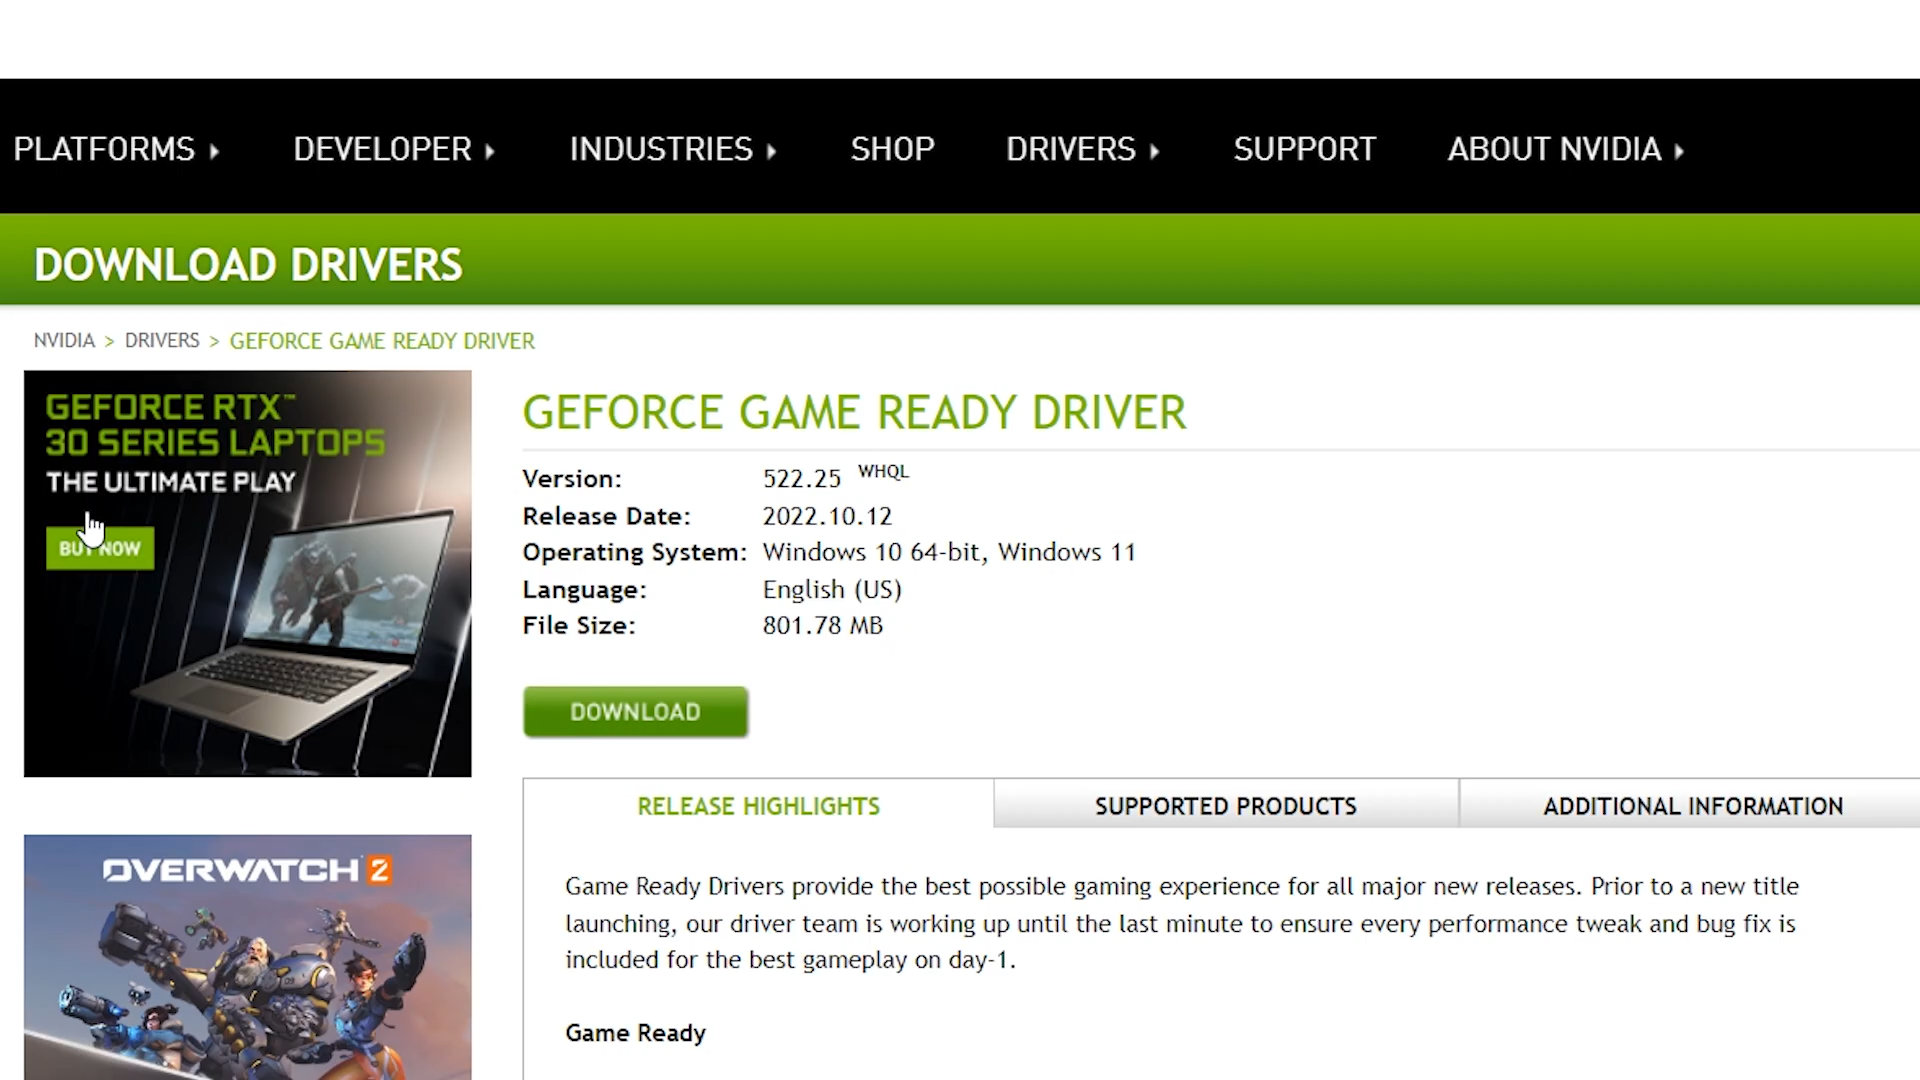 PLATFORMS DEVELOPER INDUSTRIES SHOP DRIVERS SUPPORT ABOUT NVIDIA
DOWNLOAD DRIVERS
NVIDIA > DRIVERS > GEFORCE GAME READY DRIVER
GEFORCE RTX™
30 SERIES LAPTOPS
THE ULTIMATE PLAY
BUY NOW
OVERWATCH 2
GEFORCE GAME READY DRIVER
Version: 522.25 WHQL
Release Date: 2022.10.12
Operating System: Windows 10 64-bit, Windows 11
Language: English (US)
File Size: 801.78 MB
DOWNLOAD
RELEASE HIGHLIGHTS SUPPORTED PRODUCTS ADDITIONAL INFORMATION
Game Ready Drivers provide the best possible gaming experience for all major new releases. Prior to a new title
launching, our driver team is working up until the last minute to ensure every performance tweak and bug fix is
included for the best gameplay on day-1.
Game Ready